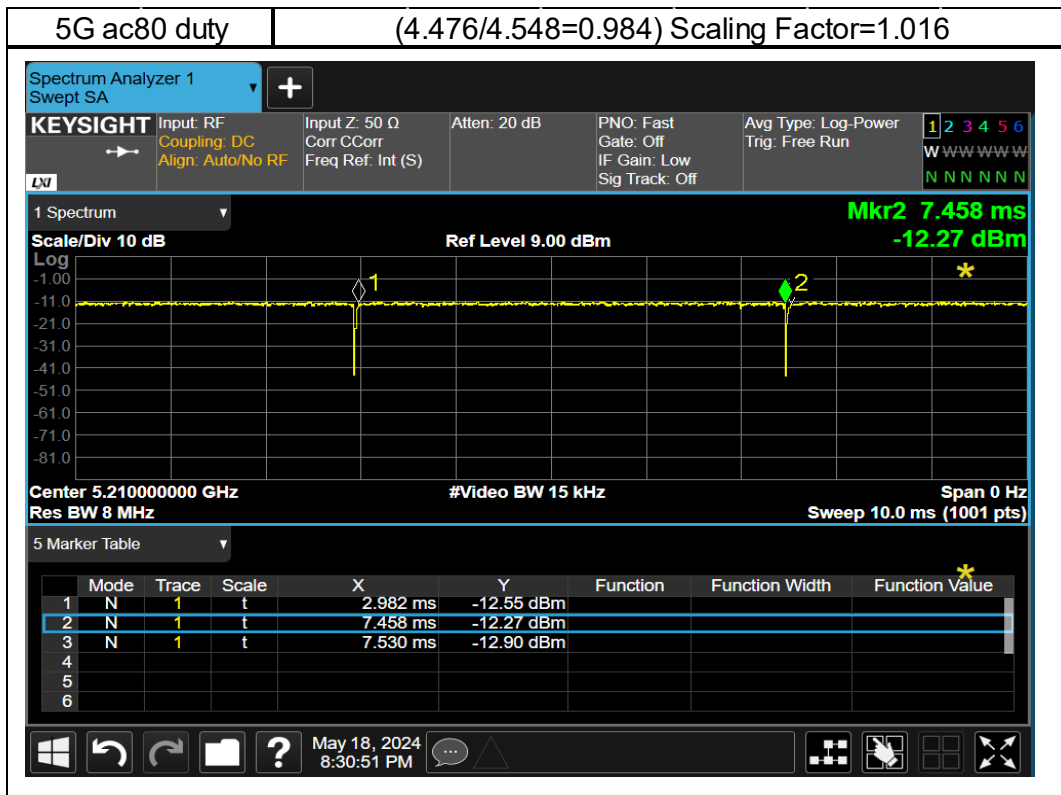 5G ac80 duty (4.476/4.548=0.984) Scaling Factor=1.016
Spectrum Analyzer 1
Swept SA
+
KEYSIGHT Input: RF Input Z: 50 Ω Atten: 20 dB PNO: Fast Avg Type: Log-Power 1 2 3 4 5 6
Coupling: DC Corr CCorr Gate: Off Trig: Free Run W W W W W W
Align: Auto/No RF Freq Ref: Int (S) IF Gain: Low
LXI Sig Track: Off N N N N N N
1 Spectrum Mkr2 7.458 ms
Scale/Div 10 dB Ref Level 9.00 dBm -12.27 dBm
Log
-1.00
1
2
-11.0
-21.0
-31.0
-41.0
-51.0
-61.0
-71.0
-81.0
Center 5.210000000 GHz #Video BW 15 kHz Span 0 Hz
Res BW 8 MHz Sweep 10.0 ms (1001 pts)
5 Marker Table
Mode Trace Scale X Y Function Function Width Function Value
1 N 1 t 2.982 ms -12.55 dBm
2 N 1 t 7.458 ms -12.27 dBm
3 N 1 t 7.530 ms -12.90 dBm
4
5
6
? May 18, 2024
8:30:51 PM